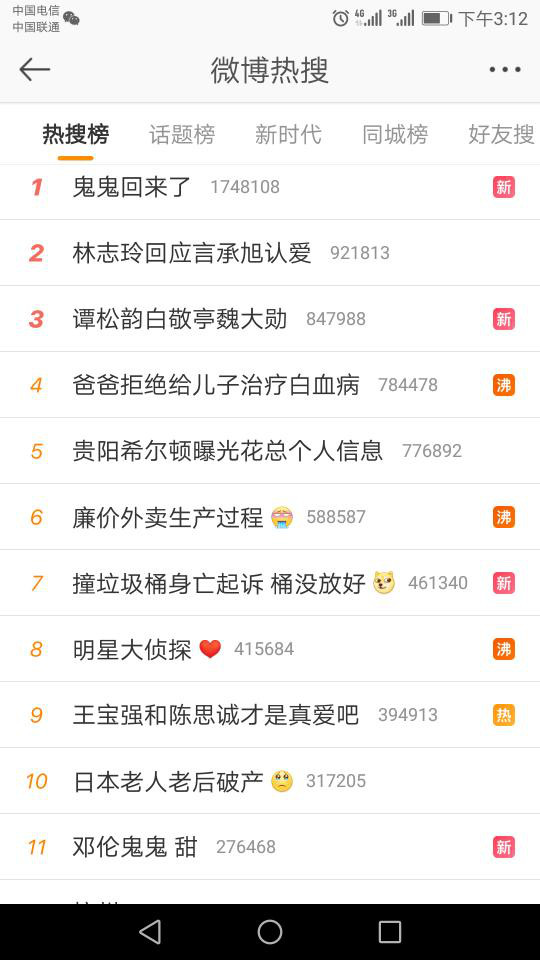 中国电信
中国联通
4G
3G
下午3:12
微博热搜
热搜榜 话题榜 新时代 同城榜 好友搜
1 鬼鬼回来了 1748108 新
2 林志玲回应言承旭认爱 921813
3 谭松韵白敬亭魏大勋 847988 新
4 爸爸拒绝给儿子治疗白血病 784478 沸
5 贵阳希尔顿曝光花总个人信息 776892
6 廉价外卖生产过程 588587 沸
7 撞垃圾桶身亡起诉 桶没放好 461340 新
8 明星大侦探 415684 沸
9 王宝强和陈思诚才是真爱吧 394913 热
10 日本老人老后破产 317205
11 邓伦鬼鬼 甜 276468 新